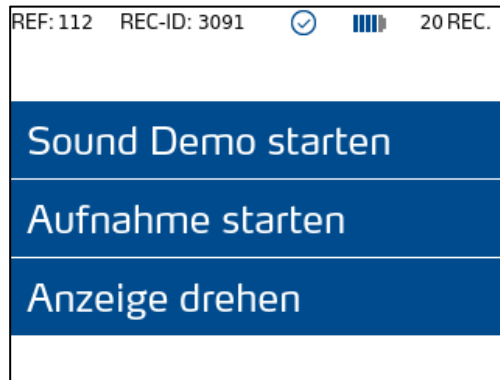 REF: 112 REC-ID: 3091 20 REC.
Sound Demo starten
Aufnahme starten
Anzeige drehen